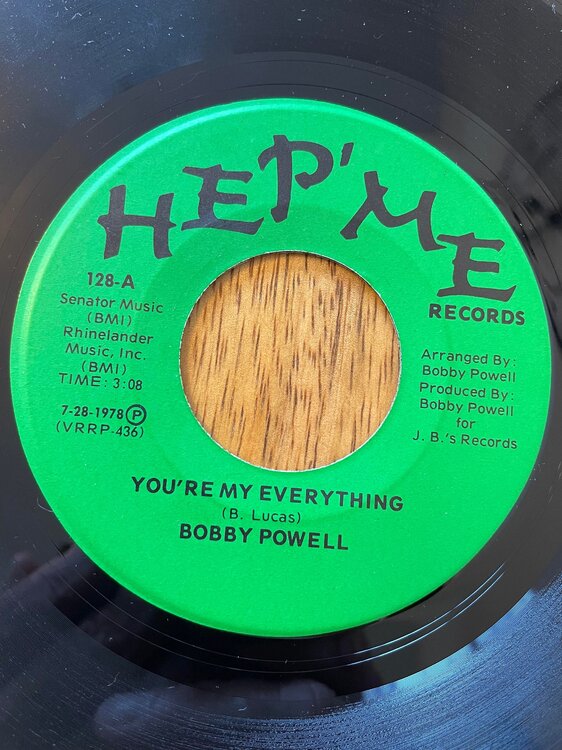 HEP'ME
RECORDS
128-A
Senator Music
(BMI)
Rhinelander
Music, Inc.
(BMI)
TIME: 3:08
7-28-1978 Ⓟ
(VRRP-436)
Arranged By:
Bobby Powell
Produced By:
Bobby Powell
for
J. B.'s Records
YOU'RE MY EVERYTHING
(B. Lucas)
BOBBY POWELL